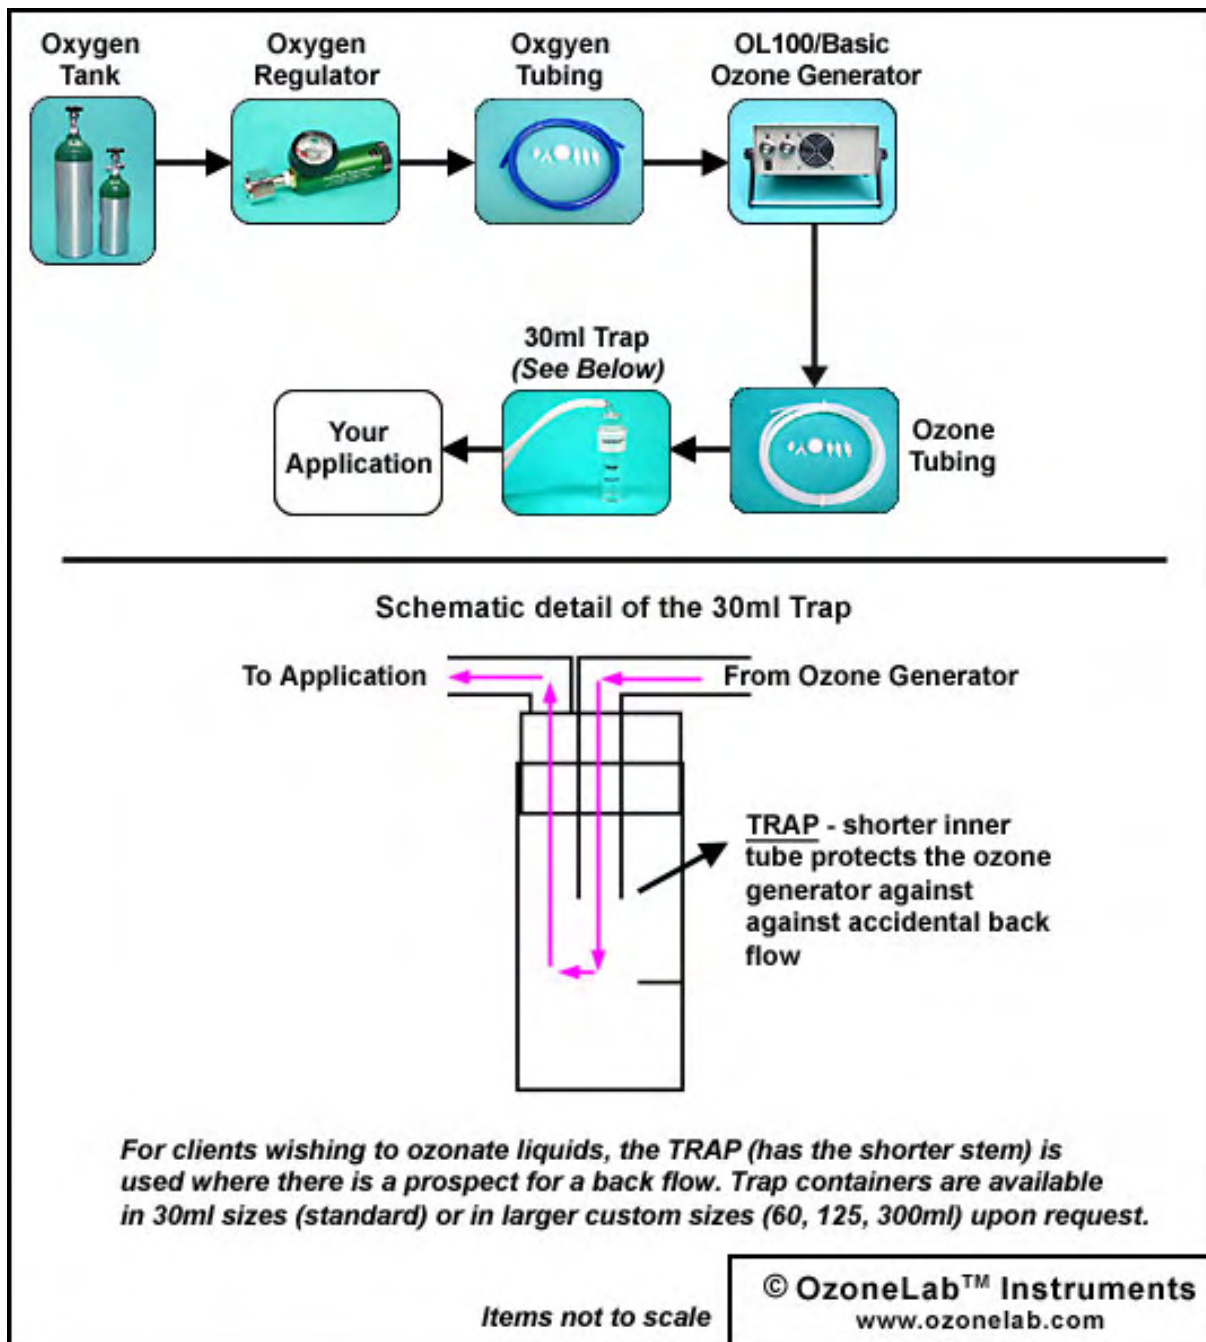 Oxygen
Tank
Oxygen
Regulator
Oxgyen
Tubing
OL100/Basic
Ozone Generator
30ml Trap
(See Below)
Your
Application
Ozone
Tubing
Schematic detail of the 30ml Trap
To Application
From Ozone Generator
TRAP - shorter inner
tube protects the ozone
generator against
against accidental back
flow
For clients wishing to ozonate liquids, the TRAP (has the shorter stem) is
used where there is a prospect for a back flow. Trap containers are available
in 30ml sizes (standard) or in larger custom sizes (60, 125, 300ml) upon request.
Items not to scale
© OzoneLab™ Instruments
www.ozonelab.com